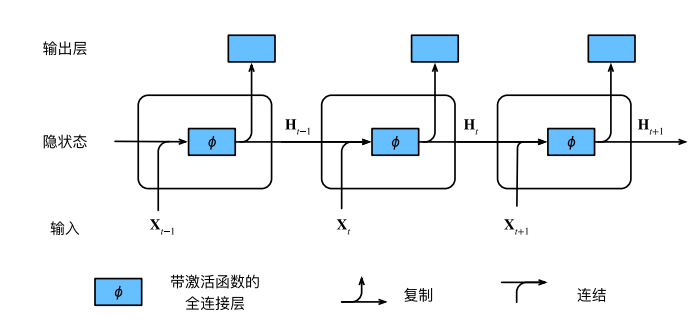 输出层
隐状态
ϕ
H_{t−1}
ϕ
H_t
ϕ
H_{t+1}
输入
X_{t−1}
X_t
X_{t+1}
ϕ
带激活函数的
全连接层
复制
连结